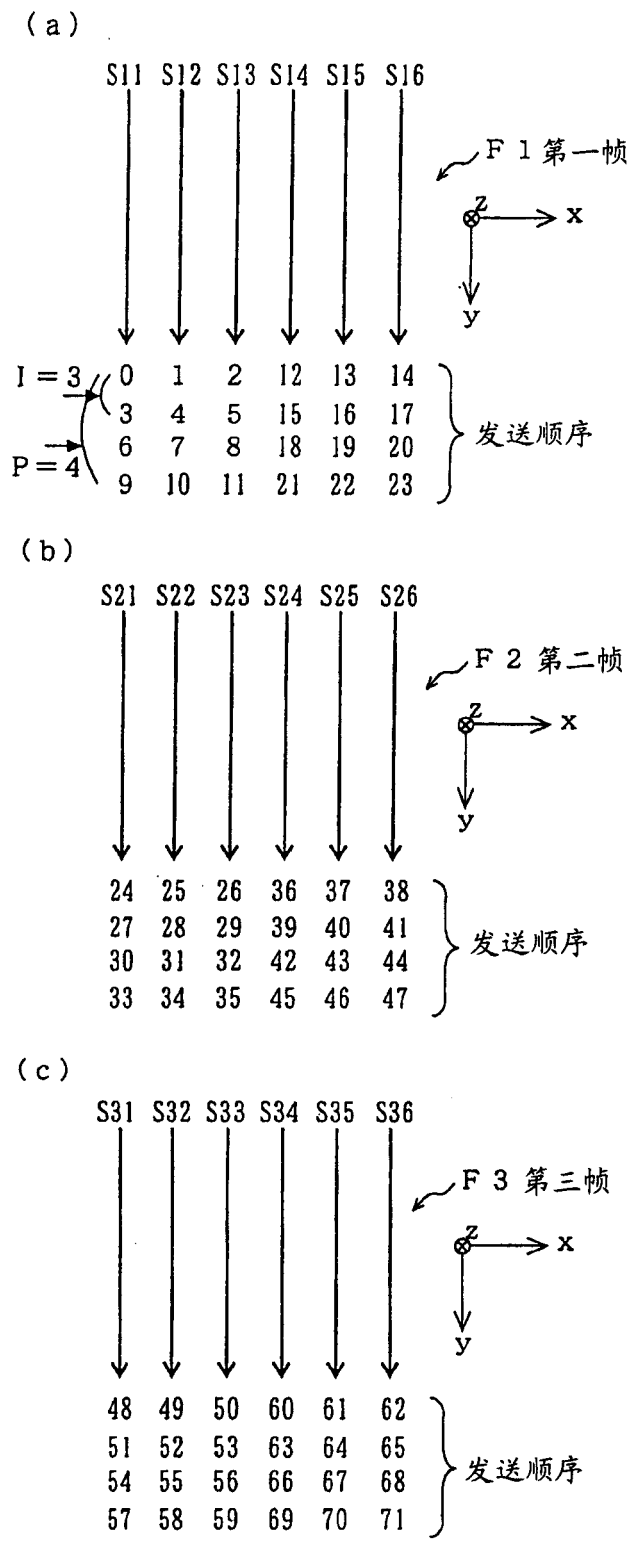 (a)
S11 S12 S13 S14 S15 S16
F 1 第一帧
z
x
y
I = 3
P = 4
0 1 2 12 13 14
3 4 5 15 16 17
6 7 8 18 19 20
9 10 11 21 22 23
发送顺序
(b)
S21 S22 S23 S24 S25 S26
F 2 第二帧
z
x
y
24 25 26 36 37 38
27 28 29 39 40 41
30 31 32 42 43 44
33 34 35 45 46 47
发送顺序
(c)
S31 S32 S33 S34 S35 S36
F 3 第三帧
z
x
y
48 49 50 60 61 62
51 52 53 63 64 65
54 55 56 66 67 68
57 58 59 69 70 71
发送顺序